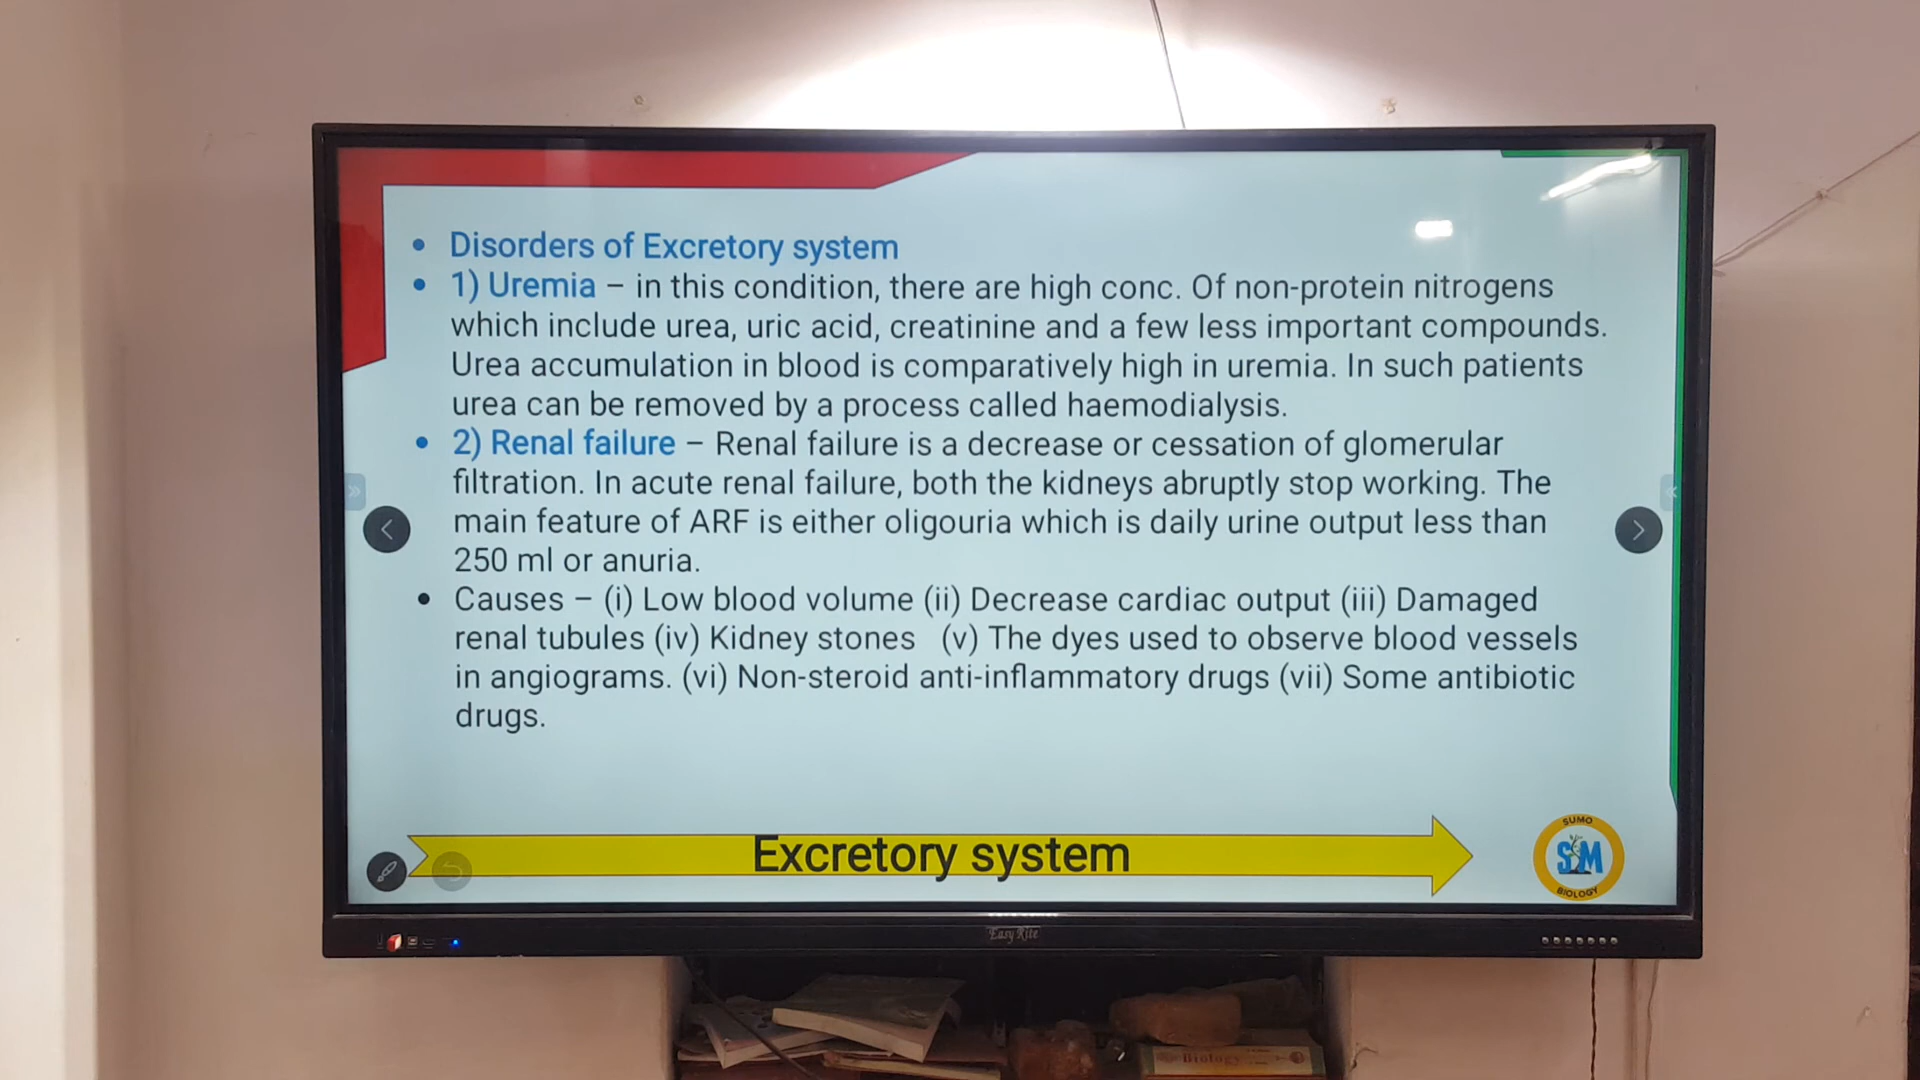 Disorders of Excretory system
1) Uremia – in this condition, there are high conc. Of non-protein nitrogens
which include urea, uric acid, creatinine and a few less important compounds.
Urea accumulation in blood is comparatively high in uremia. In such patients
urea can be removed by a process called haemodialysis.
2) Renal failure – Renal failure is a decrease or cessation of glomerular
filtration. In acute renal failure, both the kidneys abruptly stop working. The
main feature of ARF is either oligouria which is daily urine output less than
250 ml or anuria.
Causes – (i) Low blood volume (ii) Decrease cardiac output (iii) Damaged
renal tubules (iv) Kidney stones (v) The dyes used to observe blood vessels
in angiograms. (vi) Non-steroid anti-inflammatory drugs (vii) Some antibiotic
drugs.
Excretory system
SUMO
SM
BIOLOGY
EasyRite
Biology